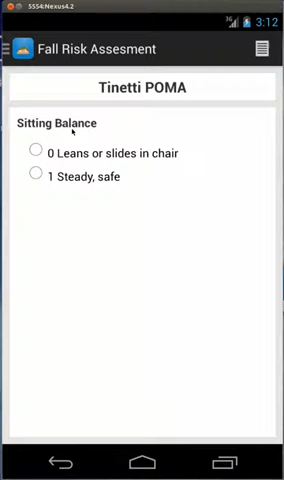 5554:Nexus4.2
3G 3:12
Fall Risk Assesment
Tinetti POMA
Sitting Balance
0 Leans or slides in chair
1 Steady, safe